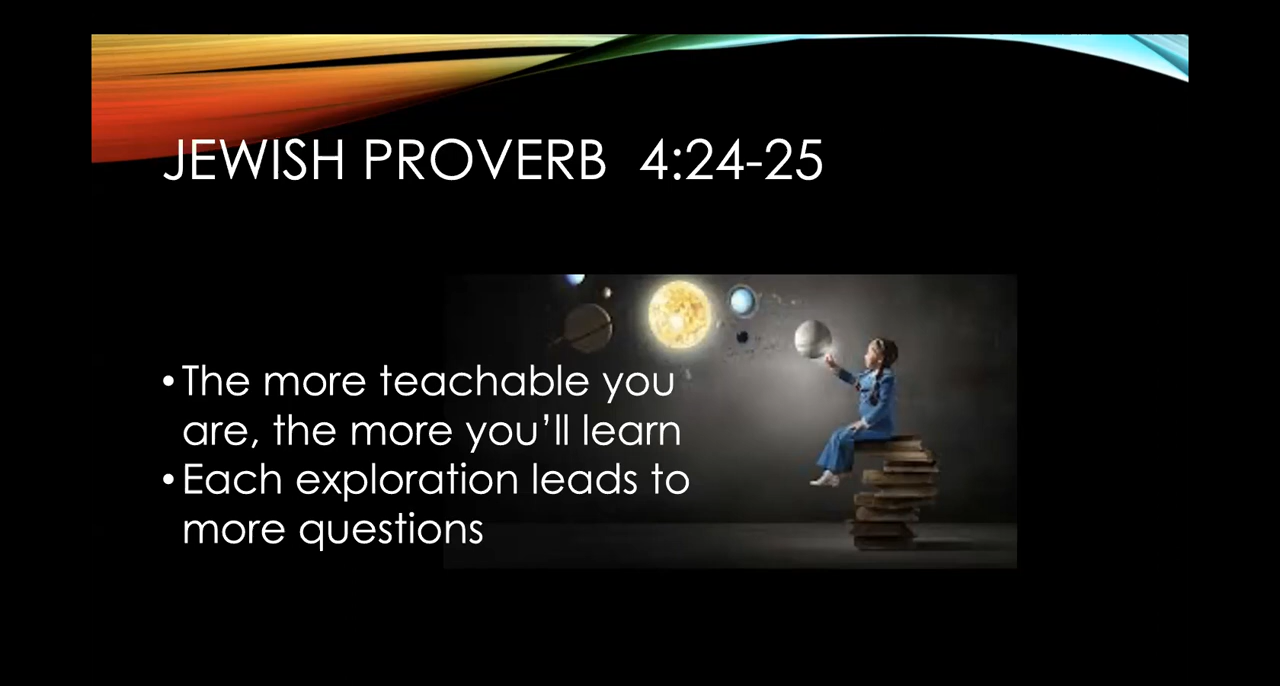 JEWISH PROVERB 4:24-25
• The more teachable you
are, the more you’ll learn
• Each exploration leads to
more questions